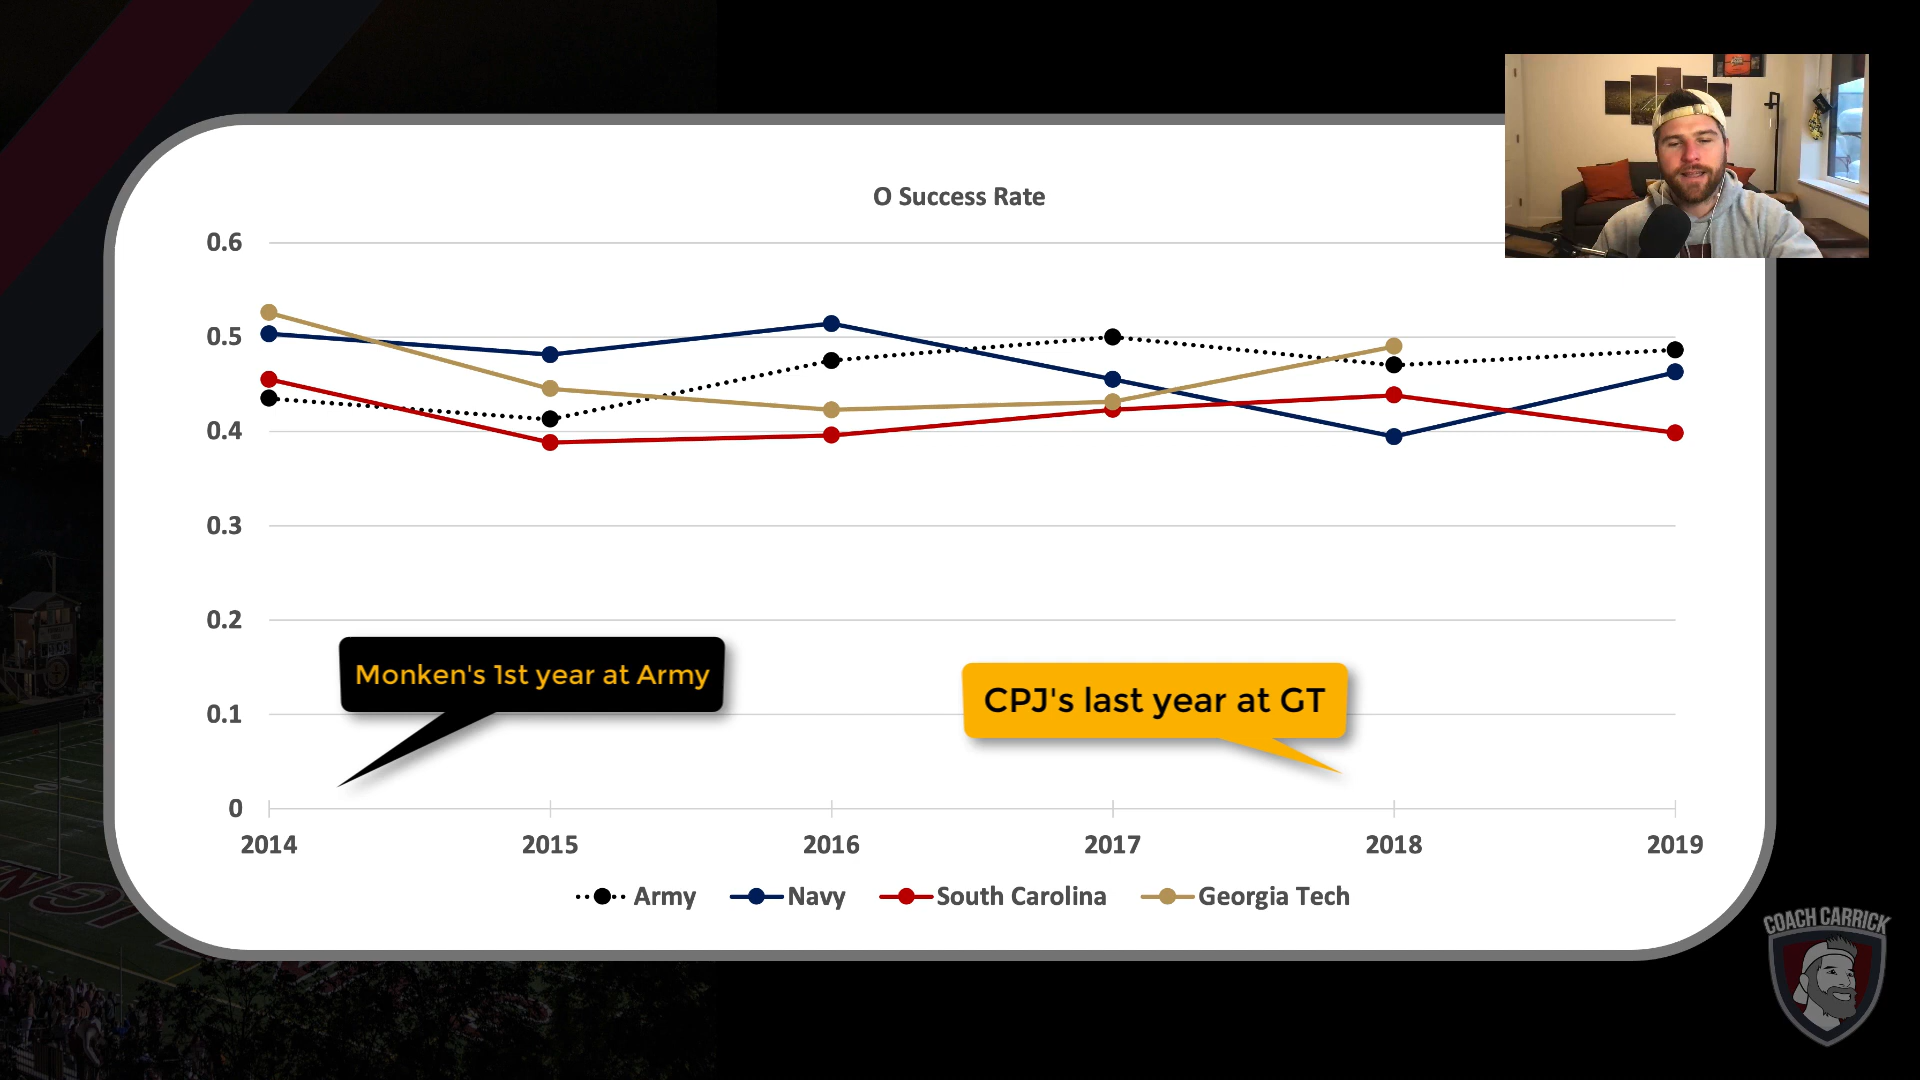 O Success Rate
0.6
0.5
0.4
0.3
0.2
0.1
0
Monken's 1st year at Army
CPJ's last year at GT
2014 2015 2016 2017 2018 2019
Army Navy South Carolina Georgia Tech
COACH CARRICK